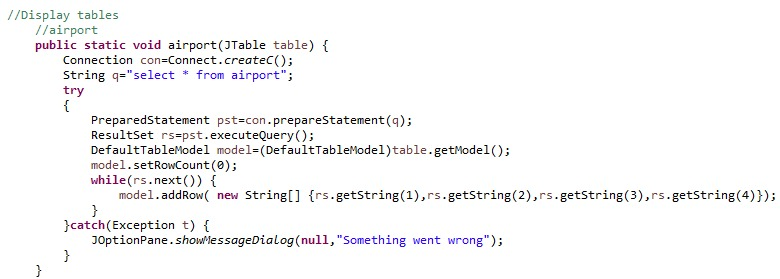 //Display tables
//airport
public static void airport(JTable table) {
Connection con=Connect.createC();
String q="select * from airport";
try
{
PreparedStatement pst=con.prepareStatement(q);
ResultSet rs=pst.executeQuery();
DefaultTableModel model=(DefaultTableModel)table.getModel();
model.setRowCount(0);
while(rs.next()) {
model.addRow( new String[] {rs.getString(1),rs.getString(2),rs.getString(3),rs.getString(4)});
}
}catch(Exception t) {
JOptionPane.showMessageDialog(null,"Something went wrong");
}
}